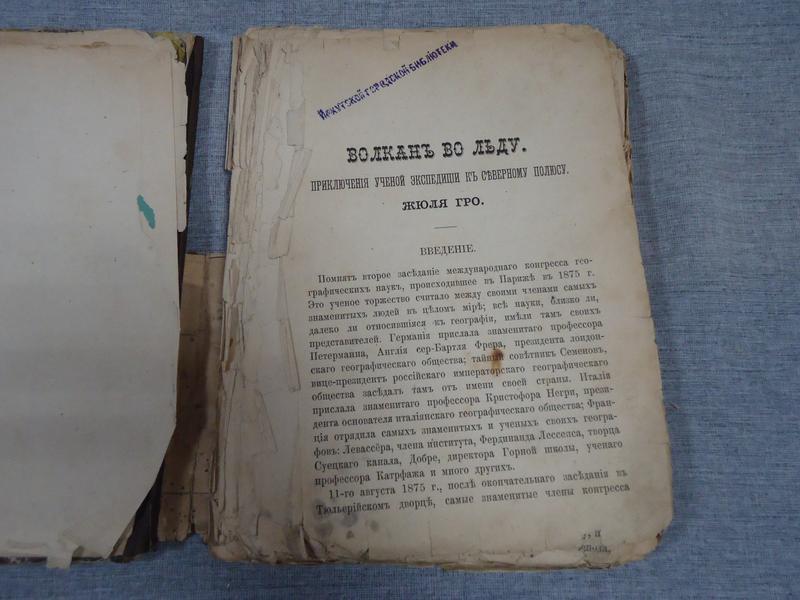 ИРКУТСКОЙ ГОРОДСКОЙ БИБЛІОТЕКИ
ВОЛКАНЪ ВО ЛЬДУ.
ПРИКЛЮЧЕНІЯ УЧЕНОЙ ЭКСПЕДИЦІИ КЪ СѢВЕРНОМУ ПОЛЮСУ.
ЖЮЛЯ ГРО.
ВВЕДЕНІЕ.
Помнятъ второе засѣданіе международнаго конгресса гео-
графическихъ наукъ, происходившее въ Парижѣ въ 1875 г.
Это ученое торжество считало между своими членами самыхъ
знаменитыхъ людей въ цѣломъ мірѣ; всѣ науки, близко ли,
далеко ли относившіяся къ географіи, имѣли тамъ своихъ
представителей. Германія прислала знаменитаго профессора
Петерманна, Англія сер-Бартля Фрера, президента лондон-
скаго географическаго общества; тайный совѣтникъ Семеновъ,
вице-президентъ россійскаго императорскаго географическаго
общества засѣдалъ тамъ отъ имени своей страны. Италія
прислала знаменитаго профессора Кристофора Негри, прези-
дента основателя италіянскаго географическаго общества; Фран-
ція отрядила самыхъ знаменитыхъ и ученыхъ своихъ геогра-
фовъ: Левассёра, члена института, Фердинанда Лессепса, творца
Суецкаго канала, Добре, директора Горной школы, ученаго
профессора Катрфажа и много другихъ.
11-го августа 1875 г., послѣ окончательнаго засѣданія въ
Тюльерійскомъ дворцѣ, самые знаменитые члены конгресса